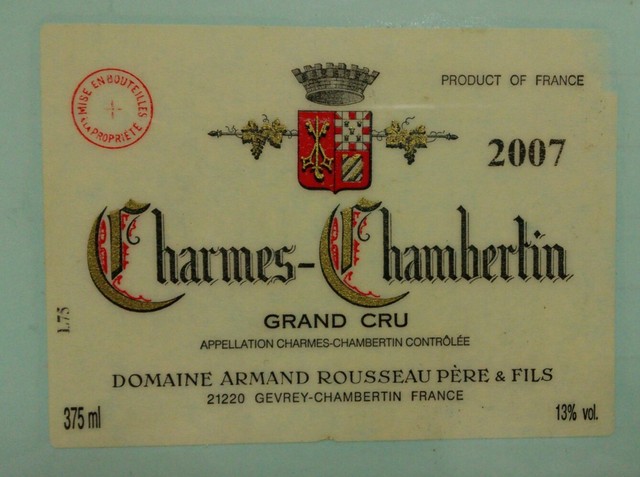 MISE EN BOUTEILLES
A LA PROPRIÉTÉ
PRODUCT OF FRANCE
2007
Charmes-Chambertin
GRAND CRU
APPELLATION CHARMES-CHAMBERTIN CONTRÔLÉE
L.75
DOMAINE ARMAND ROUSSEAU PÈRE & FILS
21220 GEVREY-CHAMBERTIN FRANCE
375 ml
13% vol.